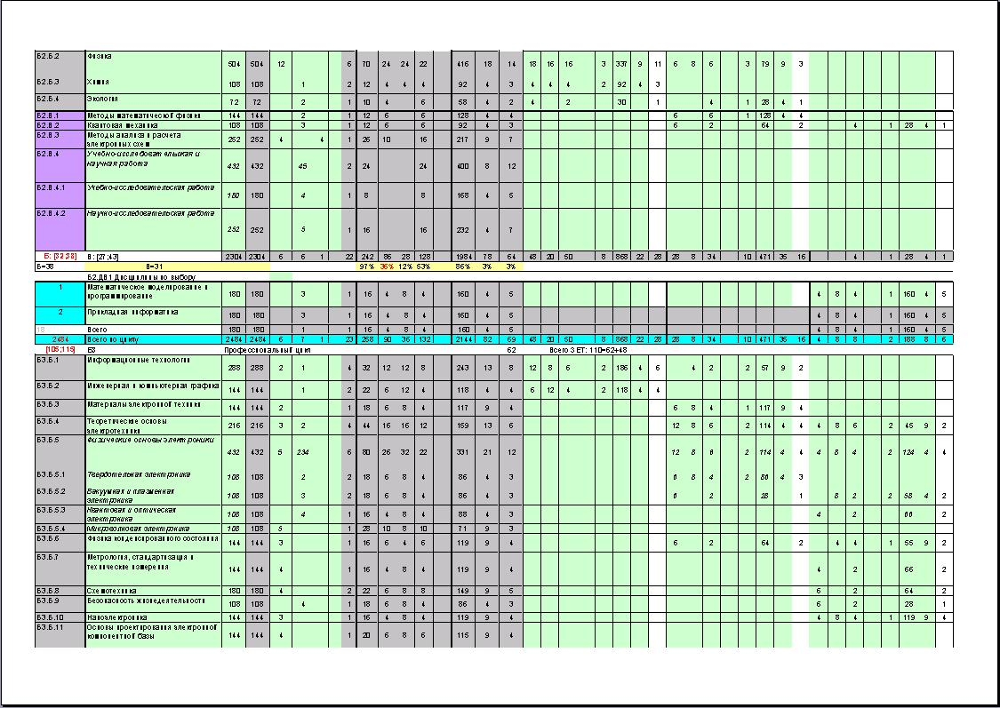 Б2.Б.2 Физика 504 504 12 6 70 24 24 22 416 18 14 18 16 16 3 337 9 11 6 8 6 3 79 9 3
Б2.Б.3 Химия 108 108 1 2 12 4 4 4 92 4 3 4 4 4 2 92 4 3
Б2.Б.4 Экология 72 72 2 1 10 4 6 58 4 2 4 2 30 1 4 1 28 4 1
Б2.В.1 Методы математической физики 144 144 2 1 12 6 6 128 4 4 6 6 1 128 4 4
Б2.В.2 Квантовая механика 108 108 3 1 12 6 6 92 4 3 6 2 64 2 4 1 28 4 1
Б2.В.3 Методы анализа и расчета
электронных схем 252 252 4 4 1 26 10 16 217 9 7
Б2.В.4 Учебно-исследовательская и
научная работа 432 432 45 2 24 24 400 8 12
Б2.В.4.1 Учебно-исследовательская работа 180 180 4 1 8 8 168 4 5
Б2.В.4.2 Научно-исследовательская работа 252 252 5 1 16 16 232 4 7
Б: [32;38] В: [27;43] 2304 2304 6 6 1 22 242 86 28 128 1984 78 64 48 20 50 8 868 22 28 28 8 34 10 471 35 16 4 1 28 4 1
Б=38 В=31 97% 36% 12% 53% 86% 3% 3%
Б2.ДВ1 Дисциплины по выбору
1 Математическое моделирование и
программирование 180 180 3 1 16 4 8 4 160 4 5 4 8 4 1 160 4 5
2 Прикладная информатика 180 180 3 1 16 4 8 4 160 4 5 4 8 4 1 160 4 5
18 Всего 180 180 1 1 16 4 8 4 160 4 5 4 8 4 1 160 4 5
2484 Всего по циклу 2484 2484 6 7 1 23 258 90 36 132 2144 82 69 48 20 50 8 868 22 28 28 8 34 10 471 35 16 4 8 8 2 188 8 6
[105;115] Б3 Профессиональный цикл 62 Всего ЗЕТ: 110=62+48
Б3.Б.1 Информационные технологии 288 288 2 1 4 32 12 12 8 243 13 8 12 8 6 2 186 4 6 4 2 2 57 9 2
Б3.Б.2 Инженерная и компьютерная графика 144 144 1 2 22 6 12 4 118 4 4 6 12 4 2 118 4 4
Б3.Б.3 Материалы электронной техники 144 144 2 1 18 6 8 4 117 9 4 6 8 4 1 117 9 4
Б3.Б.4 Теоретические основы
электротехники 216 216 3 2 4 44 16 16 12 159 13 6 12 8 6 2 114 4 4 4 8 6 2 45 9 2
Б3.Б.5 Физические основы электроники 432 432 5 234 6 80 26 32 22 331 21 12 12 8 6 2 114 4 4 4 8 4 2 124 4 4
Б3.Б.5.1 Твердотельная электроника 108 108 2 2 18 6 8 4 86 4 3 6 8 4 2 86 4 3
Б3.Б.5.2 Вакуумная и плазменная
электроника 108 108 3 2 18 6 8 4 86 4 3 6 2 28 1 8 2 2 58 4 2
Б3.Б.5.3 Квантовая и оптическая
электроника 108 108 4 1 16 4 8 4 88 4 3 4 2 66 2
Б3.Б.5.4 Микроволновая электроника 108 108 5 1 28 10 8 10 71 9 3
Б3.Б.6 Физика конденсированного состояния 144 144 3 1 16 6 4 6 119 9 4 6 2 64 2 4 4 1 55 9 2
Б3.Б.7 Метрология, стандартизация и
технические измерения 144 144 4 1 16 4 8 4 119 9 4 4 2 66 2
Б3.Б.8 Схемотехника 180 180 4 2 22 6 8 8 149 9 5 6 2 64 2
Б3.Б.9 Безопасность жизнедеятельности 108 108 4 1 18 6 8 4 86 4 3 6 2 28 1
Б3.Б.10 Наноэлектроника 144 144 3 1 16 4 8 4 119 9 4 4 8 4 1 119 9 4
Б3.Б.11 Основы проектирования электронной
компонентной базы 144 144 4 1 20 6 8 6 115 9 4